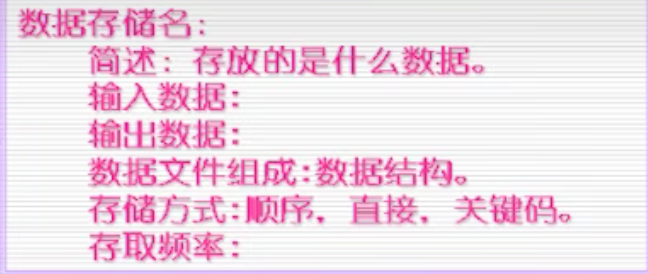 数据存储名:
简述: 存放的是什么数据。
输入数据:
输出数据:
数据文件组成:数据结构。
存储方式:顺序，直接，关键码。
存取频率: